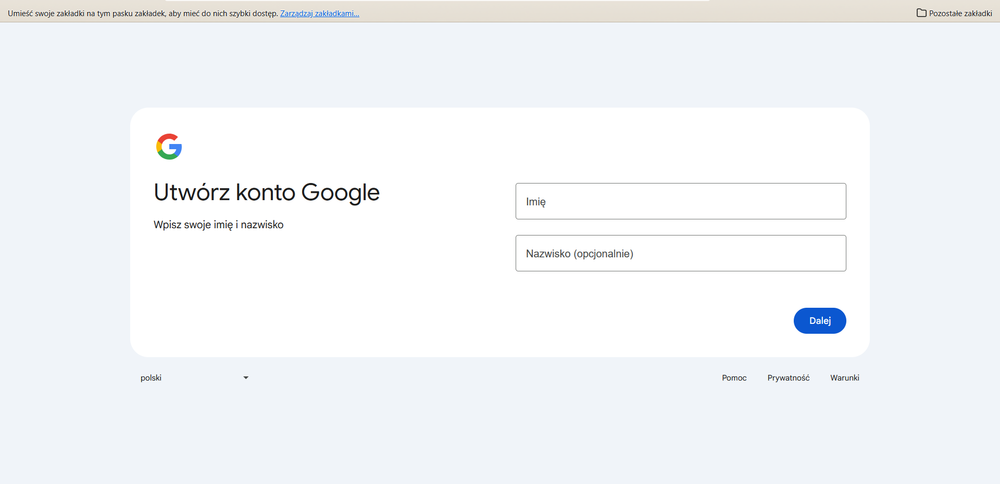 Umieść swoje zakładki na tym pasku zakładek, aby mieć do nich szybki dostęp. Zarządzaj zakładkami... Pozostałe zakładki
Utwórz konto Google
Wpisz swoje imię i nazwisko
Imię
Nazwisko (opcjonalnie)
Dalej
polski Pomoc Prywatność Warunki